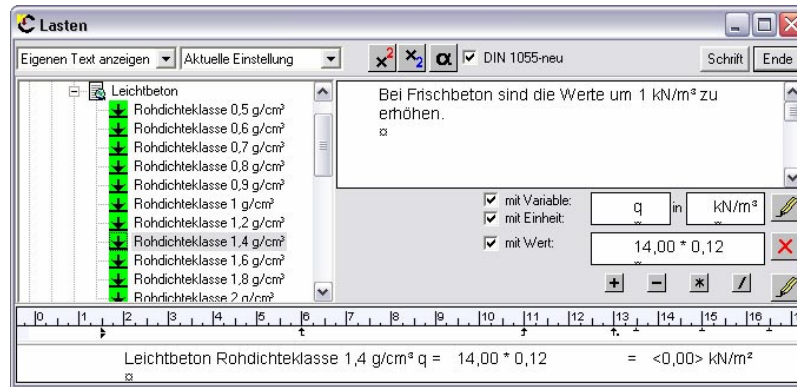 Lasten
Eigenen Text anzeigen Aktuelle Einstellung x² x₂ α DIN 1055-neu Schrift Ende
Leichtbeton
Rohdichteklasse 0,5 g/cm³
Rohdichteklasse 0,6 g/cm³
Rohdichteklasse 0,7 g/cm³
Rohdichteklasse 0,8 g/cm³
Rohdichteklasse 0,9 g/cm³
Rohdichteklasse 1 g/cm³
Rohdichteklasse 1,2 g/cm³
Rohdichteklasse 1,4 g/cm³
Rohdichteklasse 1,6 g/cm³
Rohdichteklasse 1,8 g/cm³
Rohdichteklasse 2 g/cm³
Bei Frischbeton sind die Werte um 1 kN/m³ zu
erhöhen.
¤
mit Variable:
mit Einheit:
q in kN/m³
mit Wert: 14,00 * 0,12
+ − * /
0 1 2 3 4 5 6 7 8 9 10 11 12 13 14 15 16
Leichtbeton Rohdichteklasse 1,4 g/cm³ q = 14,00 * 0,12 = <0,00> kN/m²
¤